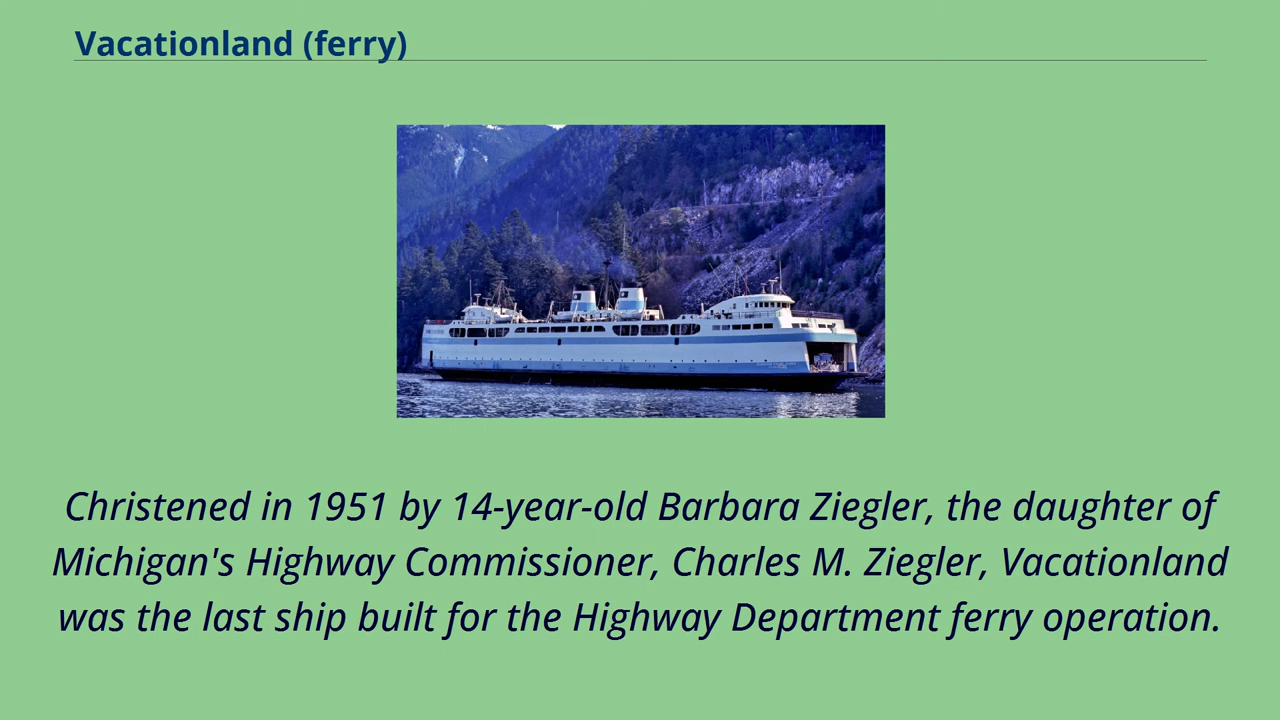 Vacationland (ferry)
Christened in 1951 by 14-year-old Barbara Ziegler, the daughter of
Michigan's Highway Commissioner, Charles M. Ziegler, Vacationland
was the last ship built for the Highway Department ferry operation.